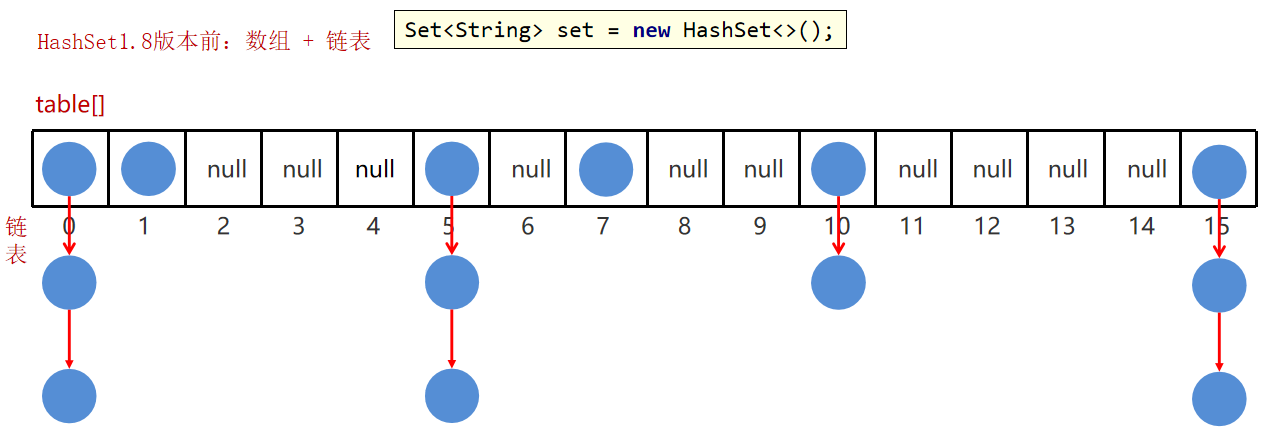 HashSet1.8版本前: 数组 + 链表
Set<String> set = new HashSet<>();
table[]
null null null null null null null null null null
链表
0 1 2 3 4 5 6 7 8 9 10 11 12 13 14 15